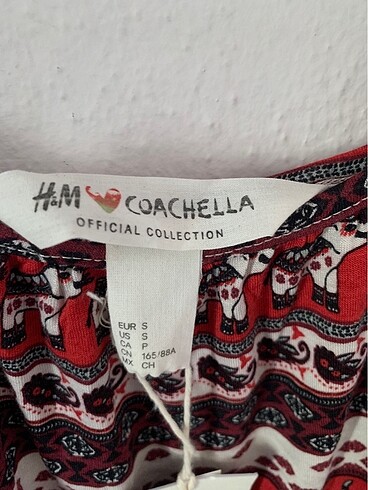 H&M COACHELLA
OFFICIAL COLLECTION
EUR S
US S
CA P
CN 165/88A
MX CH